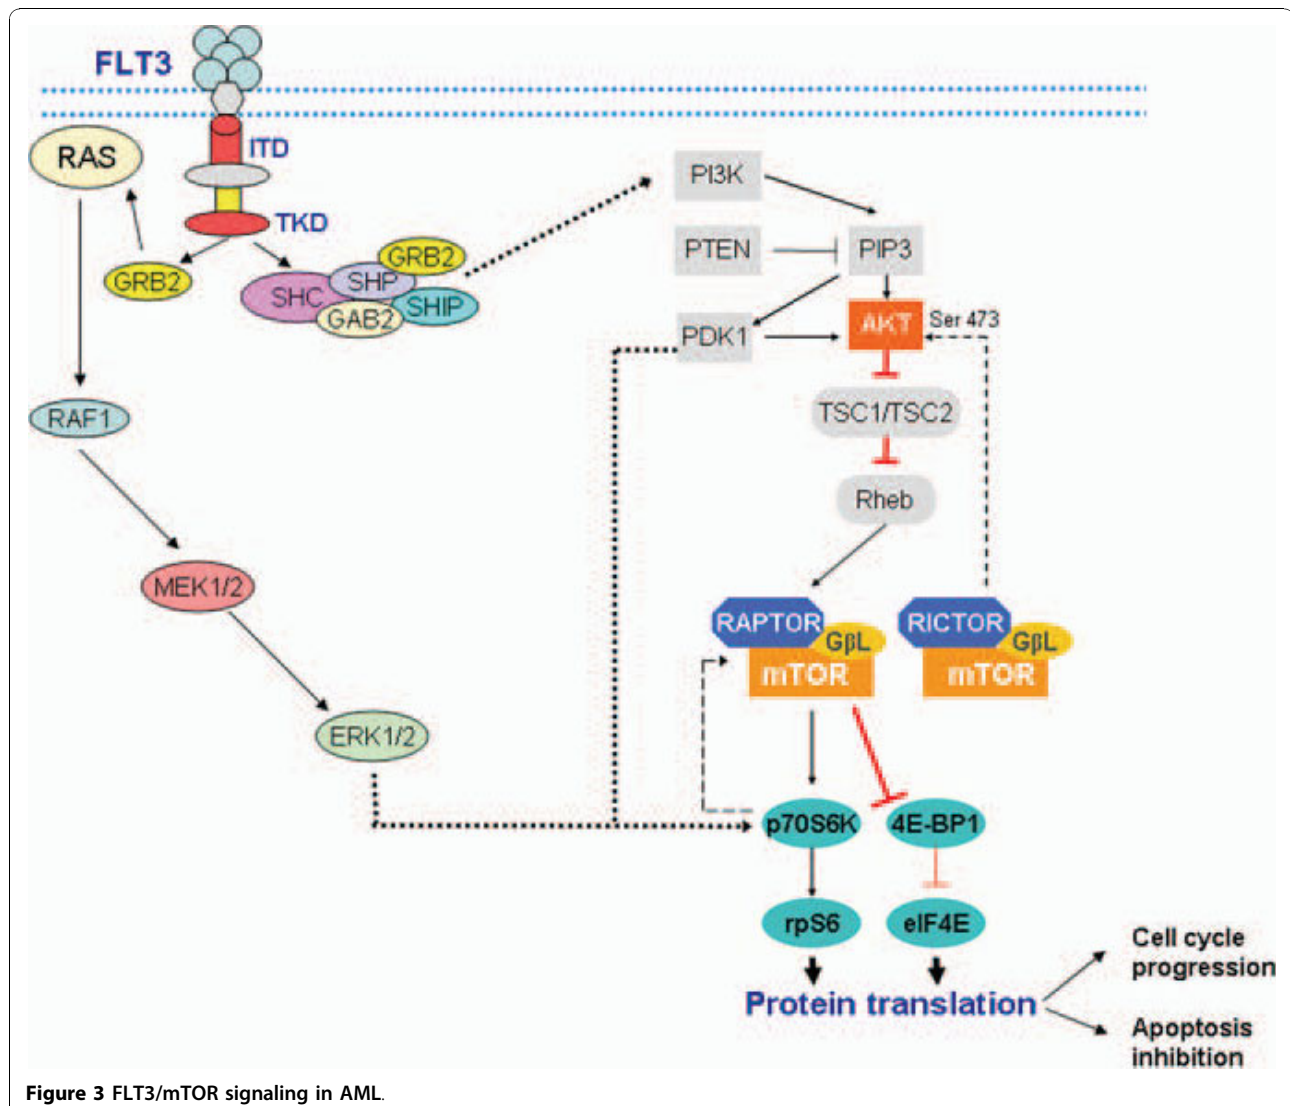 FLT3
RAS
ITD
TKD
GRB2
SHC
SHP
GRB2
GAB2
SHIP
PI3K
PTEN
PIP3
PDK1
AKT
Ser 473
TSC1/TSC2
Rheb
RAF1
MEK1/2
ERK1/2
RAPTOR
GβL
mTOR
RICTOR
GβL
mTOR
p70S6K
4E-BP1
rpS6
eIF4E
Protein translation
Cell cycle
progression
Apoptosis
inhibition
Figure 3 FLT3/mTOR signaling in AML.